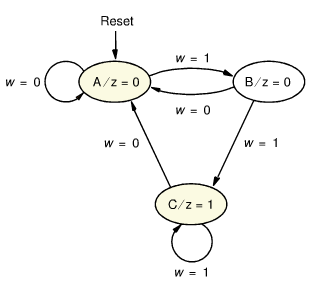 Reset
w = 1
w = 0
A/z = 0
B/z = 0
w = 0
w = 0
w = 1
C/z = 1
w = 1